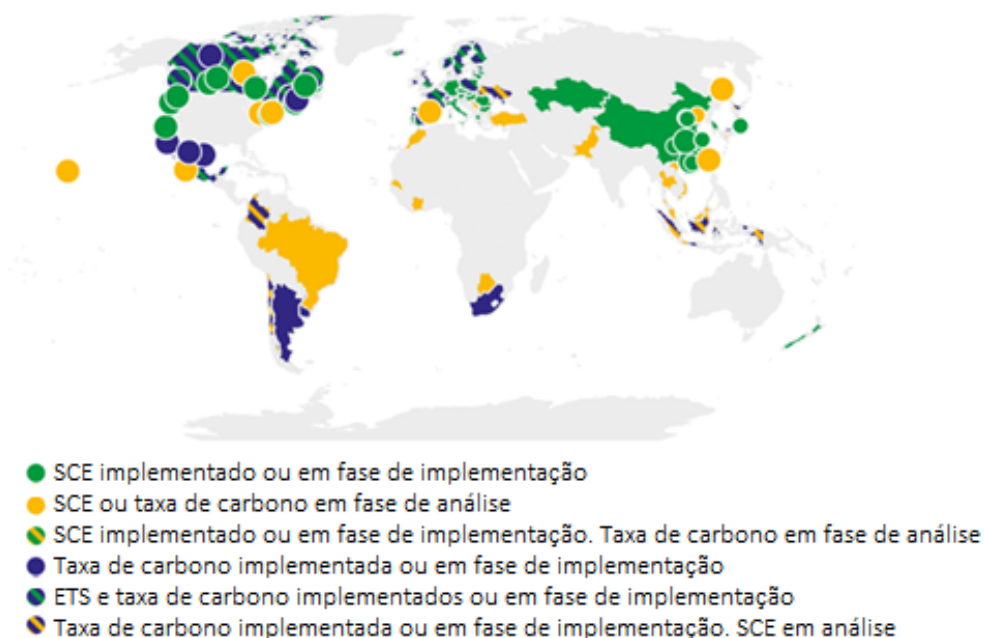 SCE implementado ou em fase de implementação
SCE ou taxa de carbono em fase de análise
SCE implementado ou em fase de implementação. Taxa de carbono em fase de análise
Taxa de carbono implementada ou em fase de implementação
ETS e taxa de carbono implementados ou em fase de implementação
Taxa de carbono implementada ou em fase de implementação. SCE em análise